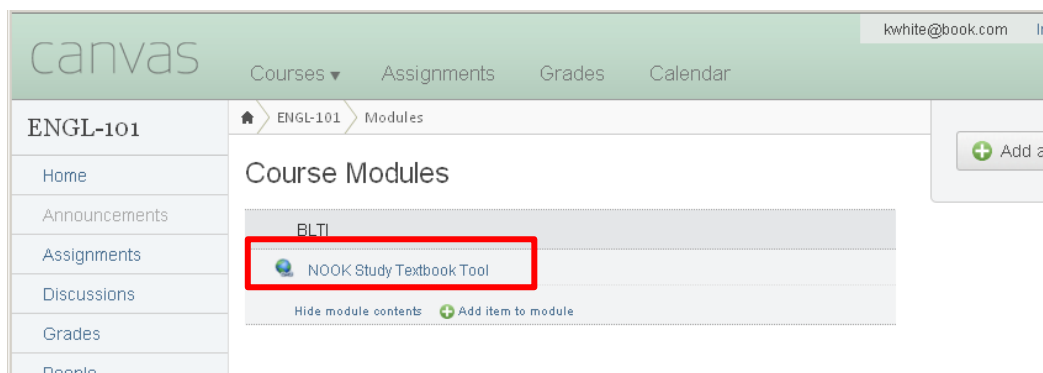 kwhite@book.com
canvas
Courses ▾ Assignments Grades Calendar
ENGL-101
ENGL-101 Modules
Add a
Home
Course Modules
Announcements
BLTI
Assignments
NOOK Study Textbook Tool
Discussions
Hide module contents Add item to module
Grades
People